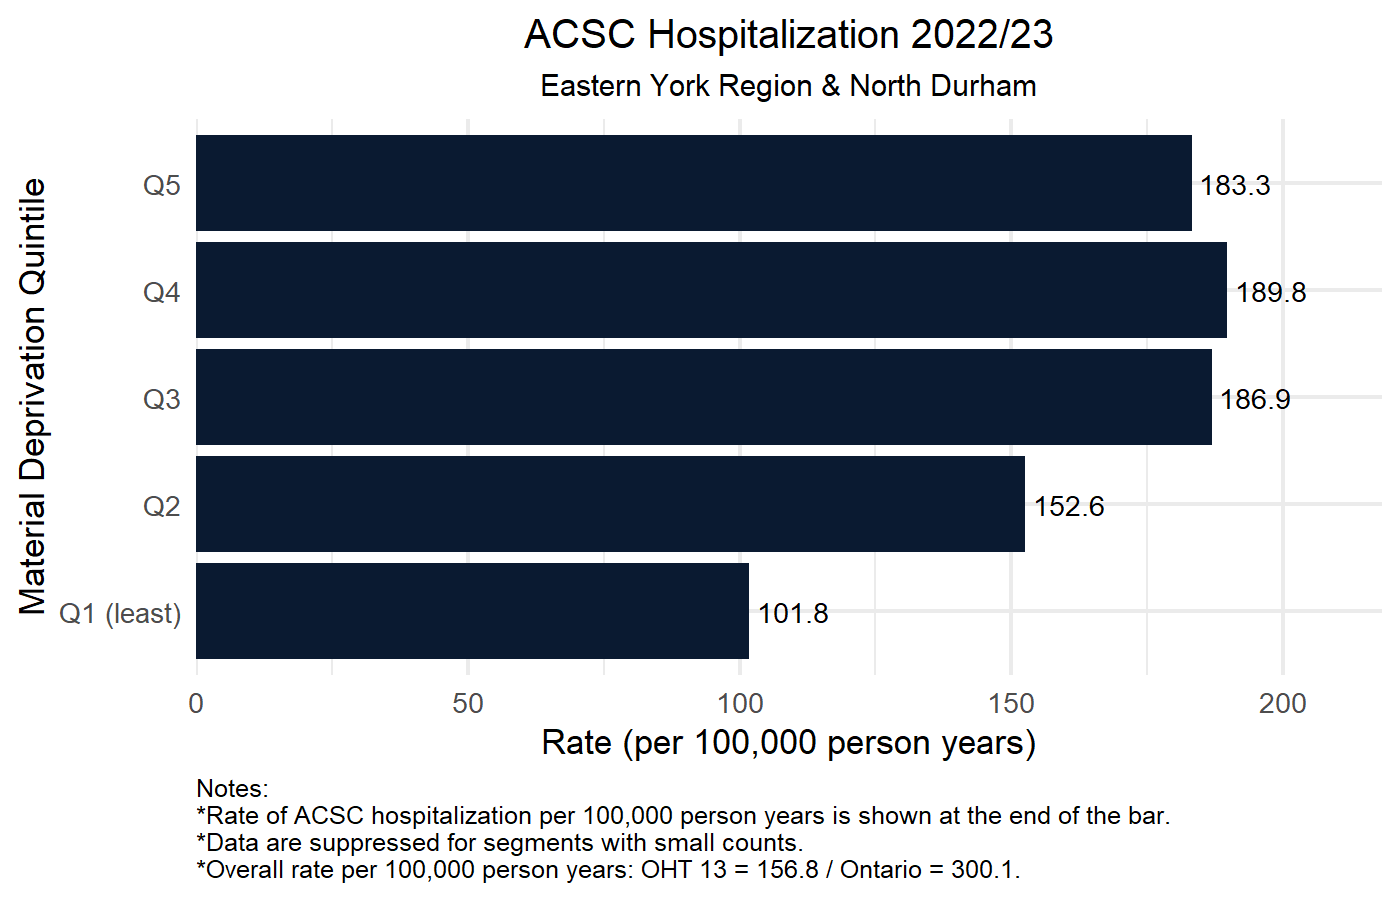 ACSC Hospitalization 2022/23
Eastern York Region & North Durham
Material Deprivation Quintile
Q5
183.3
Q4
189.8
Q3
186.9
Q2
152.6
Q1 (least)
101.8
0
50
100
150
200
Rate (per 100,000 person years)
Notes:
*Rate of ACSC hospitalization per 100,000 person years is shown at the end of the bar.
*Data are suppressed for segments with small counts.
*Overall rate per 100,000 person years: OHT 13 = 156.8 / Ontario = 300.1.